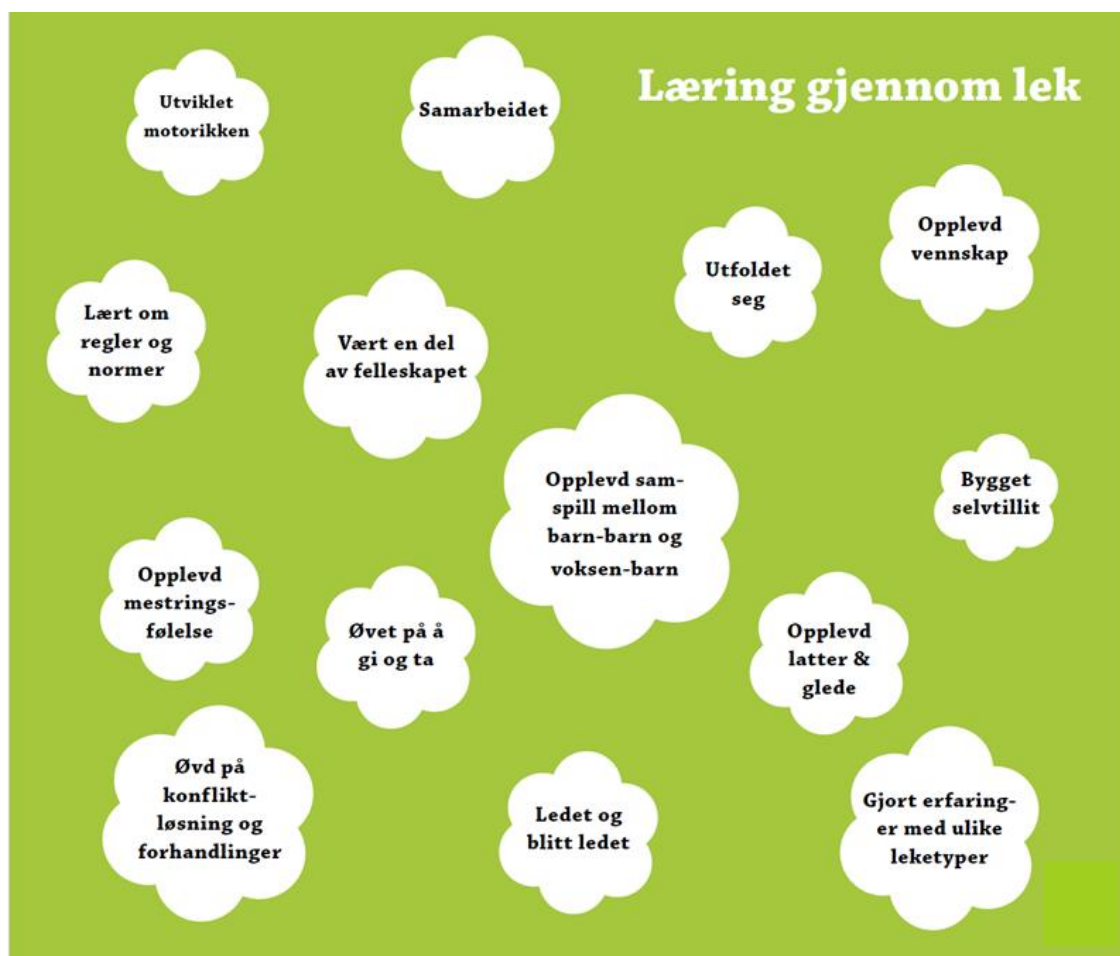 Læring gjennom lek
Utviklet
motorikken
Samarbeidet
Opplevd
vennskap
Utfoldet
seg
Lært om
regler og
normer
Vært en del
av felleskapet
Opplevd sam-
spill mellom
barn-barn og
voksen-barn
Bygget
selvtillit
Opplevd
mestrings-
følelse
Øvet på å
gi og ta
Opplevd
latter &
glede
Øvd på
konflikt-
løsning og
forhandlinger
Ledet og
blitt ledet
Gjort erfaring-
er med ulike
leketyper